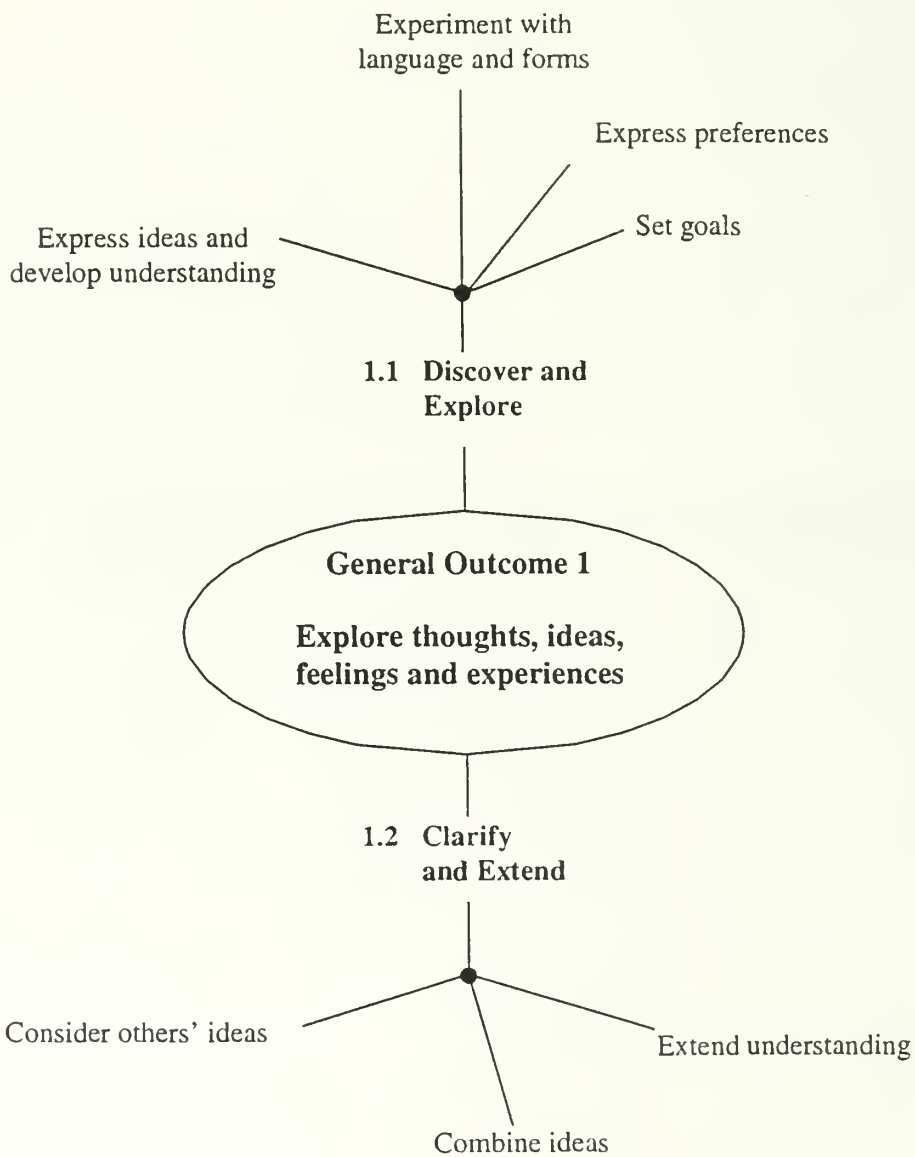 Experiment with
language and forms
Express preferences
Set goals
Express ideas and
develop understanding
1.1 Discover and
Explore
General Outcome 1
Explore thoughts, ideas,
feelings and experiences
1.2 Clarify
and Extend
Consider others' ideas
Extend understanding
Combine ideas